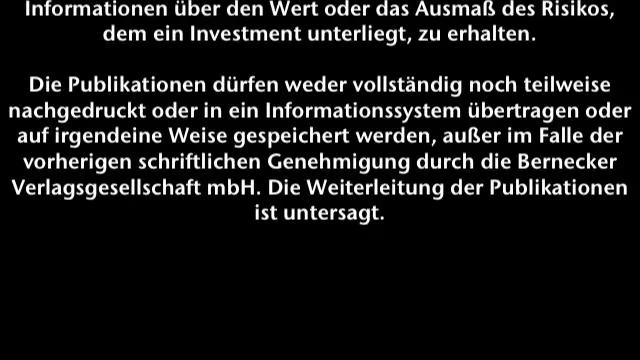 Informationen über den Wert oder das Ausmaß des Risikos,
dem ein Investment unterliegt, zu erhalten.
Die Publikationen dürfen weder vollständig noch teilweise
nachgedruckt oder in ein Informationssystem übertragen oder
auf irgendeine Weise gespeichert werden, außer im Falle der
vorherigen schriftlichen Genehmigung durch die Bernecker
Verlagsgesellschaft mbH. Die Weiterleitung der Publikationen
ist untersagt.